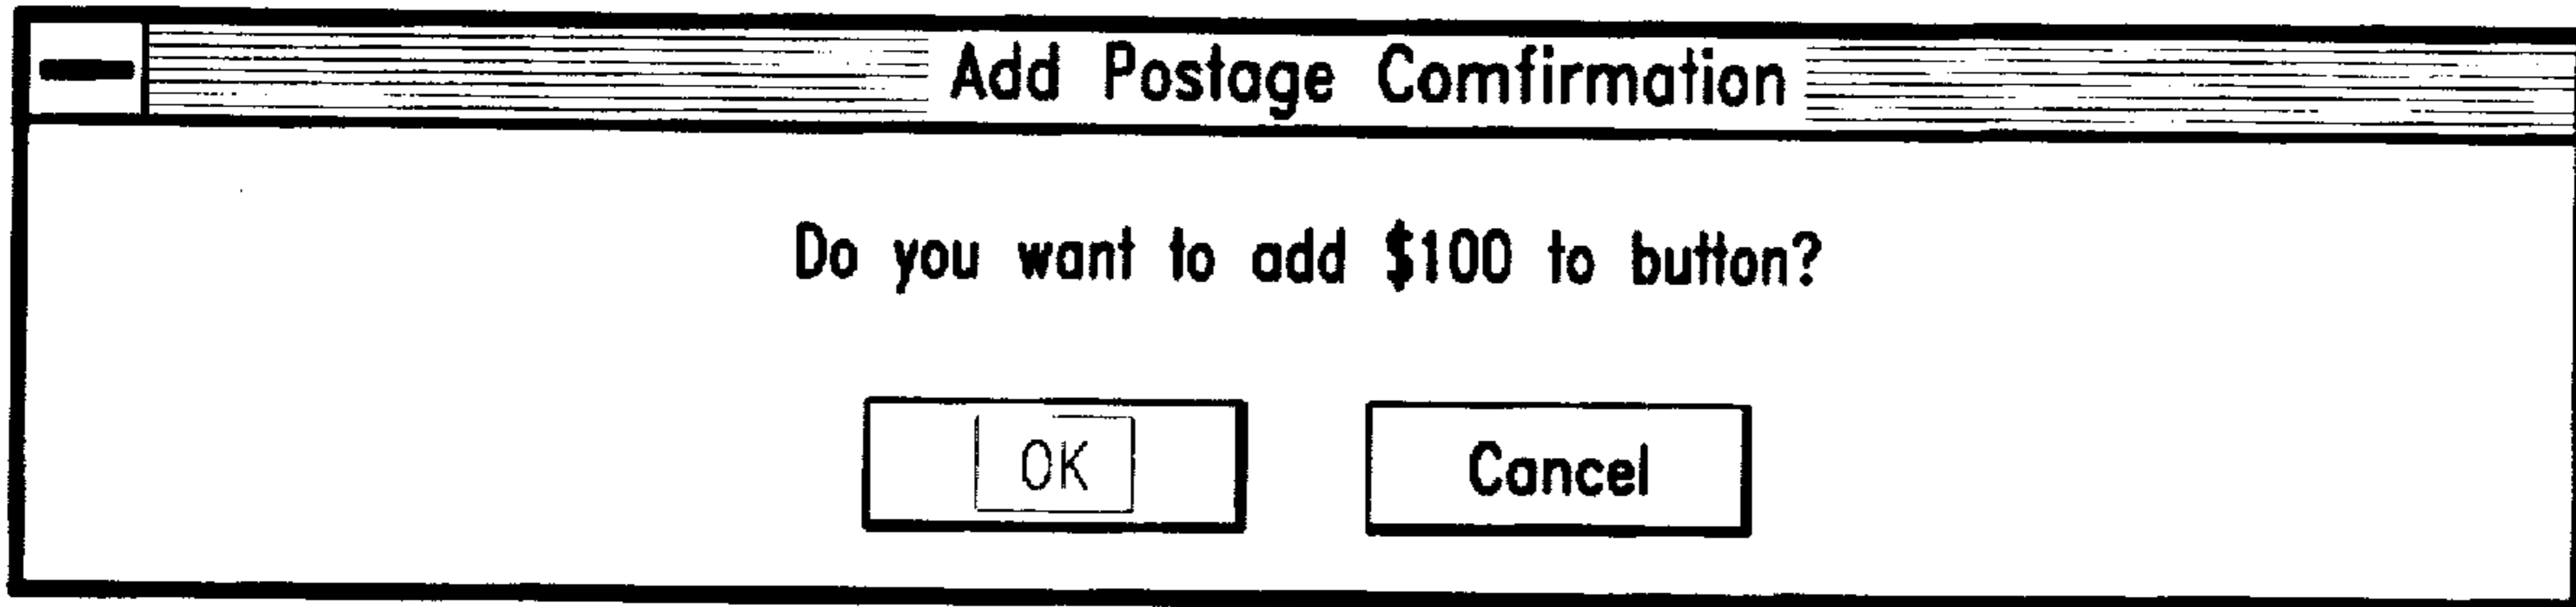 Add Postage Comfirmation
Do you want to add $100 to button?
OK
Cancel